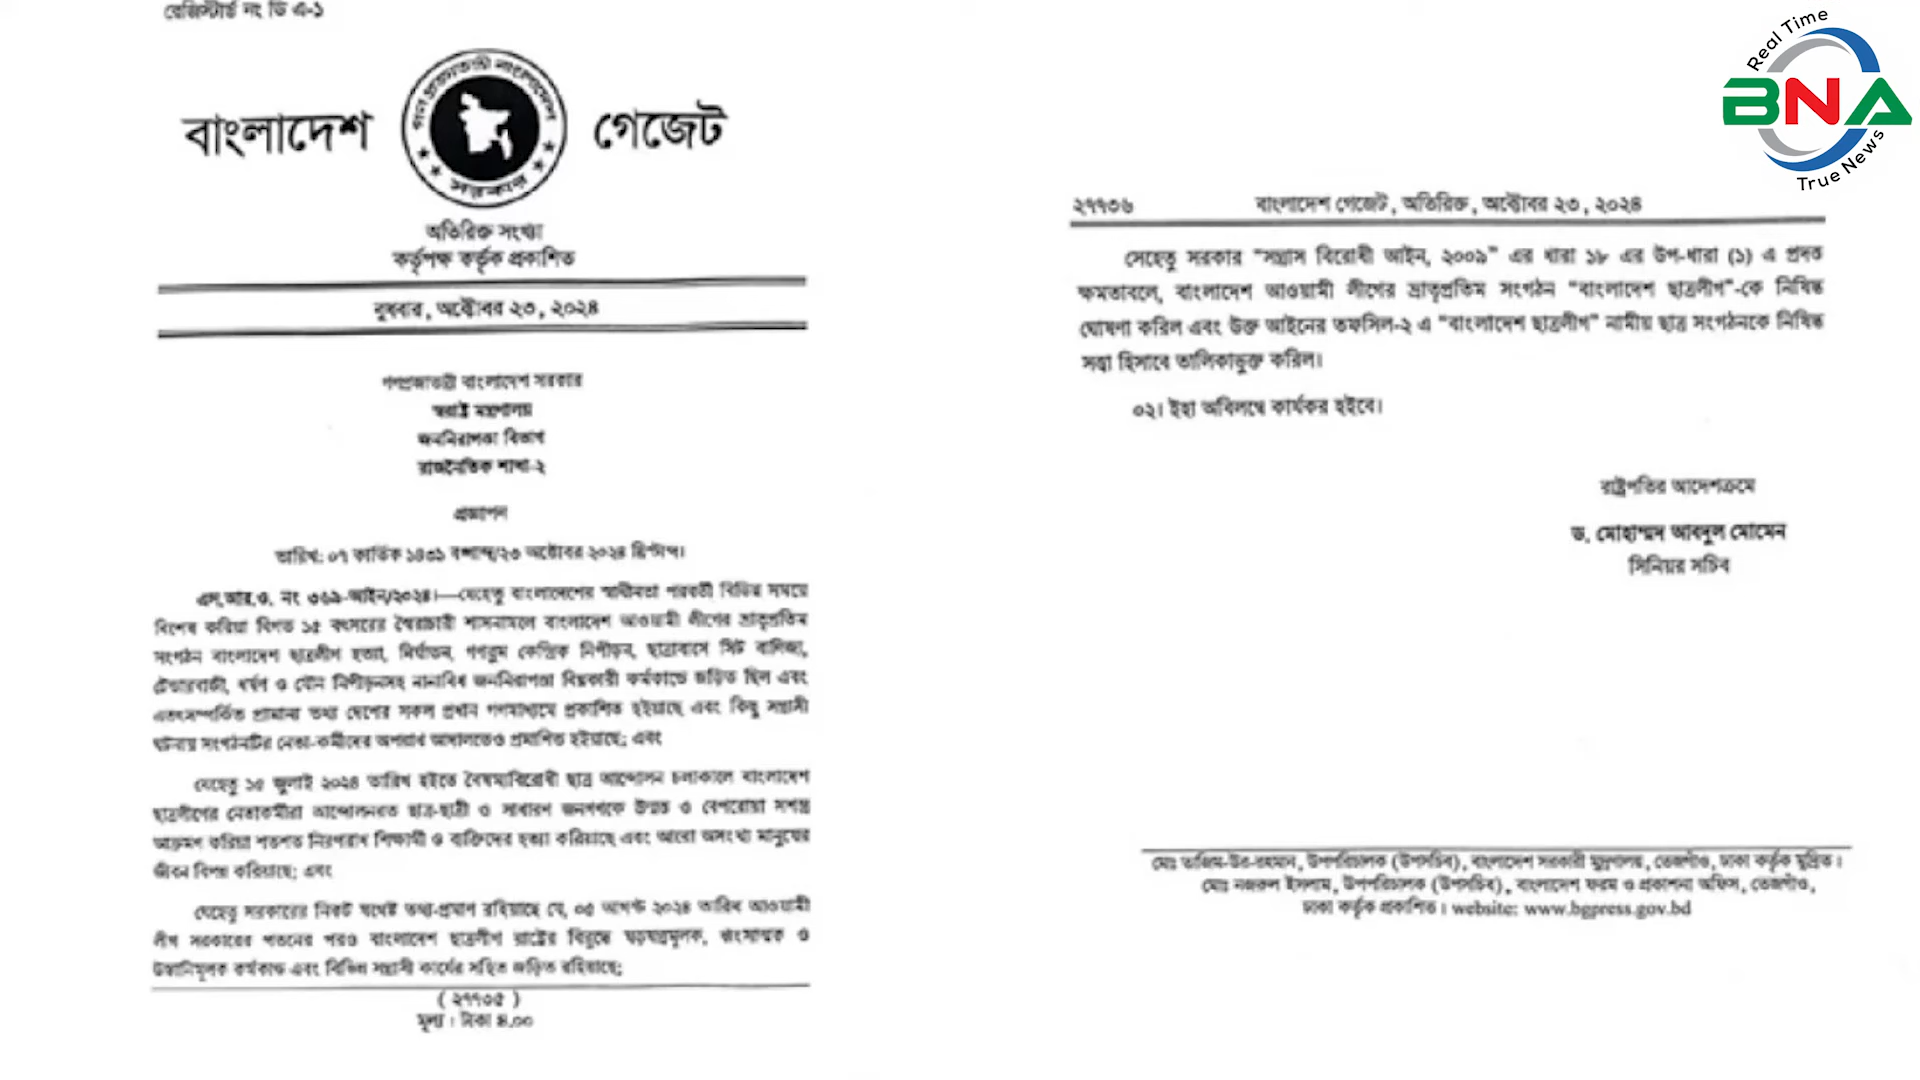 রেজিস্টার্ড নং ডি এ-১
বাংলাদেশ গেজেট
গণপ্রজাতন্ত্রী বাংলাদেশ
সরকার
অতিরিক্ত সংখ্যা
কর্তৃপক্ষ কর্তৃক প্রকাশিত
বুধবার, অক্টোবর ২৩, ২০২৪
গণপ্রজাতন্ত্রী বাংলাদেশ সরকার
স্বরাষ্ট্র মন্ত্রণালয়
জননিরাপত্তা বিভাগ
রাজনৈতিক শাখা-২
প্রজ্ঞাপন
তারিখ: ০৭ কার্তিক ১৪৩১ বঙ্গাব্দ/২৩ অক্টোবর ২০২৪ খ্রিস্টাব্দ।
এস,আর,ও, নং ৩৬৯-আইন/২০২৪।—যেহেতু বাংলাদেশের স্বাধীনতা পরবর্তী বিভিন্ন সময়ে
বিশেষ করিয়া বিগত ১৫ বৎসরের স্বৈরাচারী শাসনামলে বাংলাদেশ আওয়ামী লীগের ভ্রাতৃপ্রতিম
সংগঠন বাংলাদেশ ছাত্রলীগ হত্যা, নির্যাতন, গণরুম কেন্দ্রিক নিপীড়ন, ছাত্রাবাসে সিট বাণিজ্য,
টেন্ডারবাজী, ধর্ষণ ও যৌন নিপীড়নসহ নানাবিধ জননিরাপত্তা বিঘ্নকারী কর্মকান্ডে জড়িত ছিল এবং
এতৎসম্পর্কিত প্রামাণ্য তথ্য দেশের সকল প্রধান গণমাধ্যমে প্রকাশিত হইয়াছে এবং কিছু সন্ত্রাসী
ঘটনায় সংগঠনটির নেতা-কর্মীদের অপরাধ আদালতেও প্রমাণিত হইয়াছে; এবং
যেহেতু ১৫ জুলাই ২০২৪ তারিখ হইতে বৈষম্যবিরোধী ছাত্র আন্দোলন চলাকালে বাংলাদেশ
ছাত্রলীগের নেতাকর্মীরা আন্দোলনরত ছাত্র-ছাত্রী ও সাধারণ জনগণকে উন্মত্ত ও বেপরোয়া সশস্ত্র
আক্রমণ করিয়া শতশত নিরপরাধ শিক্ষার্থী ও ব্যক্তিদের হত্যা করিয়াছে এবং আরো অসংখ্য মানুষের
জীবন বিপন্ন করিয়াছে; এবং
যেহেতু সরকারের নিকট যথেষ্ট তথ্য-প্রমাণ রহিয়াছে যে, ০৫ আগস্ট ২০২৪ তারিখ আওয়ামী
লীগ সরকারের পতনের পরও বাংলাদেশ ছাত্রলীগ রাষ্ট্রের বিরুদ্ধে ষড়যন্ত্রমূলক, ধ্বংসাত্মক ও
উস্কানিমূলক কর্মকান্ড এবং বিভিন্ন সন্ত্রাসী কার্যের সহিত জড়িত রহিয়াছে;
( ২৭৭৩৫ )
মূল্য : টাকা ৪.০০
২৭৭৩৬ বাংলাদেশ গেজেট, অতিরিক্ত, অক্টোবর ২৩, ২০২৪
সেহেতু সরকার “সন্ত্রাস বিরোধী আইন, ২০০৯” এর ধারা ১৮ এর উপ-ধারা (১) এ প্রদত্ত
ক্ষমতাবলে, বাংলাদেশ আওয়ামী লীগের ভ্রাতৃপ্রতিম সংগঠন “বাংলাদেশ ছাত্রলীগ”-কে নিষিদ্ধ
ঘোষণা করিল এবং উক্ত আইনের তফসিল-২ এ “বাংলাদেশ ছাত্রলীগ” নামীয় ছাত্র সংগঠনকে নিষিদ্ধ
সত্ত্বা হিসাবে তালিকাভুক্ত করিল।
০২। ইহা অবিলম্বে কার্যকর হইবে।
রাষ্ট্রপতির আদেশক্রমে
ড. মোহাম্মদ আবদুল মোমেন
সিনিয়র সচিব
মোঃ তাজিম-উর-রহমান, উপপরিচালক (উপসচিব), বাংলাদেশ সরকারী মুদ্রণালয়, তেজগাঁও, ঢাকা কর্তৃক মুদ্রিত।
মোঃ নজরুল ইসলাম, উপপরিচালক (উপসচিব), বাংলাদেশ ফরম ও প্রকাশনা অফিস, তেজগাঁও,
ঢাকা কর্তৃক প্রকাশিত। website: www.bgpress.gov.bd
Real Time
BNA
True News